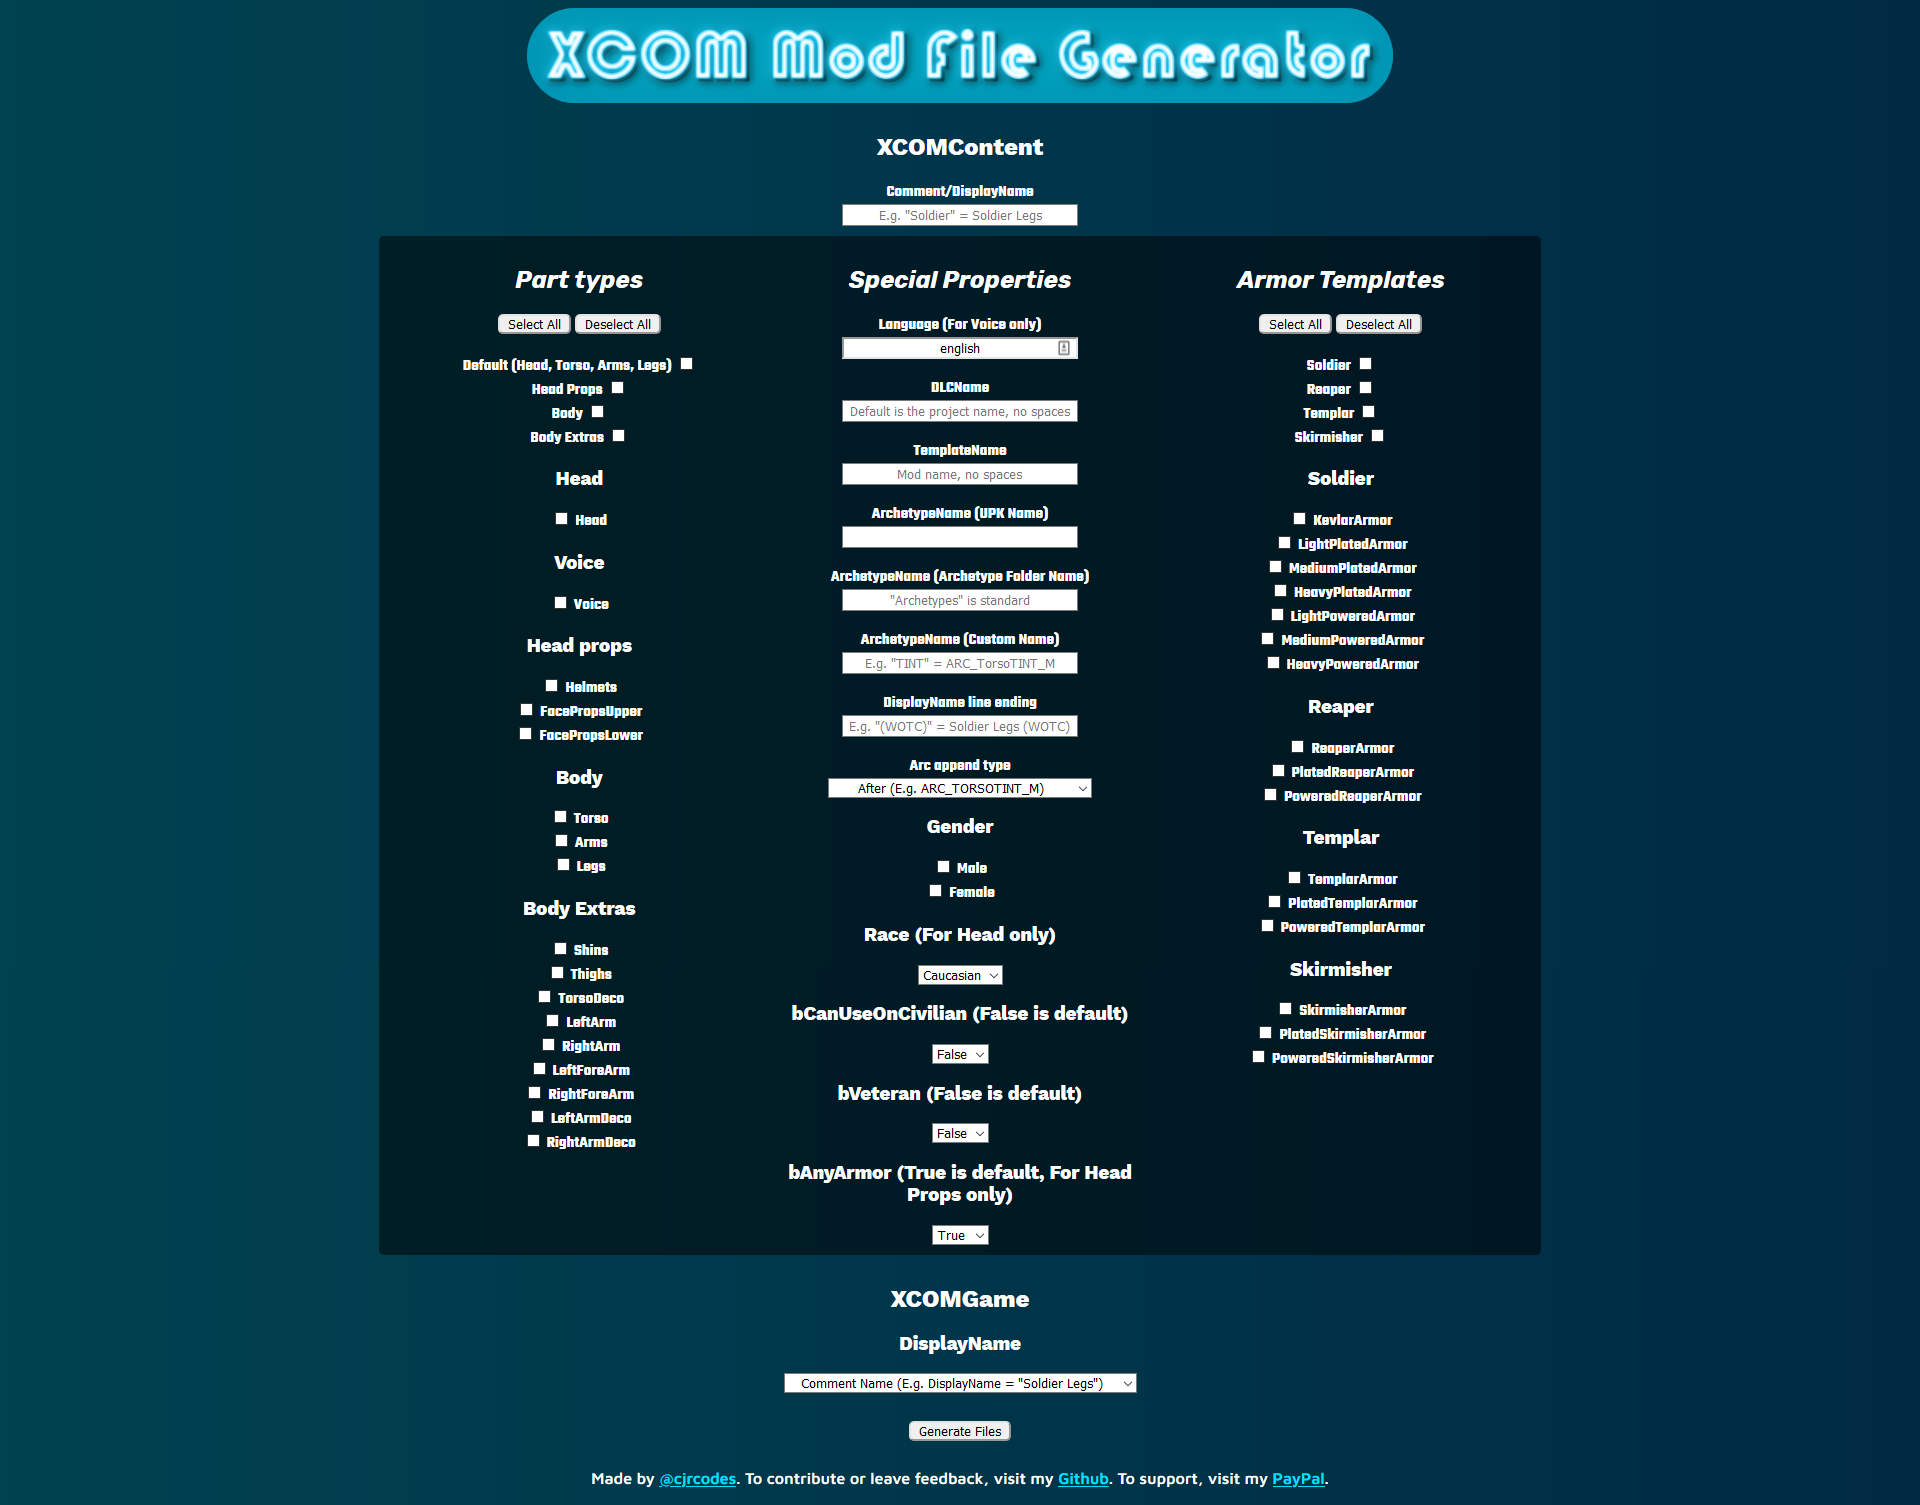 XCOM Mod File Generator
XCOMContent
Comment/DisplayName
E.g. "Soldier" = Soldier Legs
Part types
Select All Deselect All
Default (Head, Torso, Arms, Legs)
Head Props
Body
Body Extras
Head
Head
Voice
Voice
Head props
Helmets
FacePropsUpper
FacePropsLower
Body
Torso
Arms
Legs
Body Extras
Shins
Thighs
TorsoDeco
LeftArm
RightArm
LeftForeArm
RightForeArm
LeftArmDeco
RightArmDeco
Special Properties
Language (For Voice only)
english
DLCName
Default is the project name, no spaces
TemplateName
Mod name, no spaces
ArchetypeName (UPK Name)
ArchetypeName (Archetype Folder Name)
"Archetypes" is standard
ArchetypeName (Custom Name)
E.g. "TINT" = ARC_TorsoTINT_M
DisplayName line ending
E.g. "(WOTC)" = Soldier Legs (WOTC)
Arc append type
After (E.g. ARC_TORSOTINT_M)
Gender
Male
Female
Race (For Head only)
Caucasian
bCanUseOnCivilian (False is default)
False
bVeteran (False is default)
False
bAnyArmor (True is default, For Head
Props only)
True
Armor Templates
Select All Deselect All
Soldier
Reaper
Templar
Skirmisher
Soldier
KevlarArmor
LightPlatedArmor
MediumPlatedArmor
HeavyPlatedArmor
LightPoweredArmor
MediumPoweredArmor
HeavyPoweredArmor
Reaper
ReaperArmor
PlatedReaperArmor
PoweredReaperArmor
Templar
TemplarArmor
PlatedTemplarArmor
PoweredTemplarArmor
Skirmisher
SkirmisherArmor
PlatedSkirmisherArmor
PoweredSkirmisherArmor
XCOMGame
DisplayName
Comment Name (E.g. DisplayName = "Soldier Legs")
Generate Files
Made by @cjrcodes. To contribute or leave feedback, visit my Github. To support, visit my PayPal.